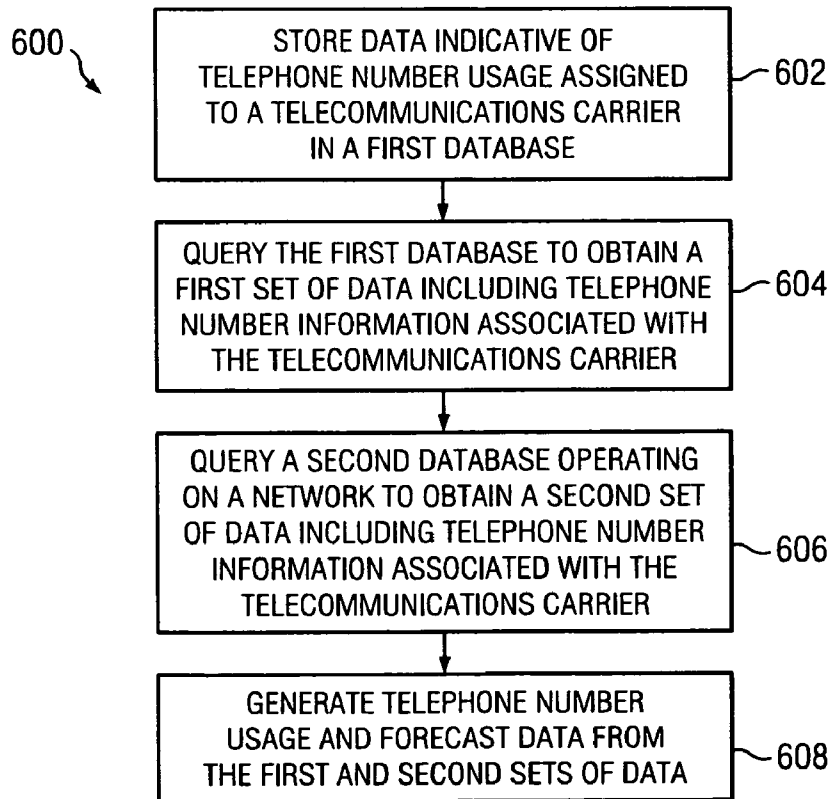 600
STORE DATA INDICATIVE OF
TELEPHONE NUMBER USAGE ASSIGNED
TO A TELECOMMUNICATIONS CARRIER
IN A FIRST DATABASE
602
QUERY THE FIRST DATABASE TO OBTAIN A
FIRST SET OF DATA INCLUDING TELEPHONE
NUMBER INFORMATION ASSOCIATED WITH
THE TELECOMMUNICATIONS CARRIER
604
QUERY A SECOND DATABASE OPERATING
ON A NETWORK TO OBTAIN A SECOND SET
OF DATA INCLUDING TELEPHONE NUMBER
INFORMATION ASSOCIATED WITH THE
TELECOMMUNICATIONS CARRIER
606
GENERATE TELEPHONE NUMBER
USAGE AND FORECAST DATA FROM
THE FIRST AND SECOND SETS OF DATA
608